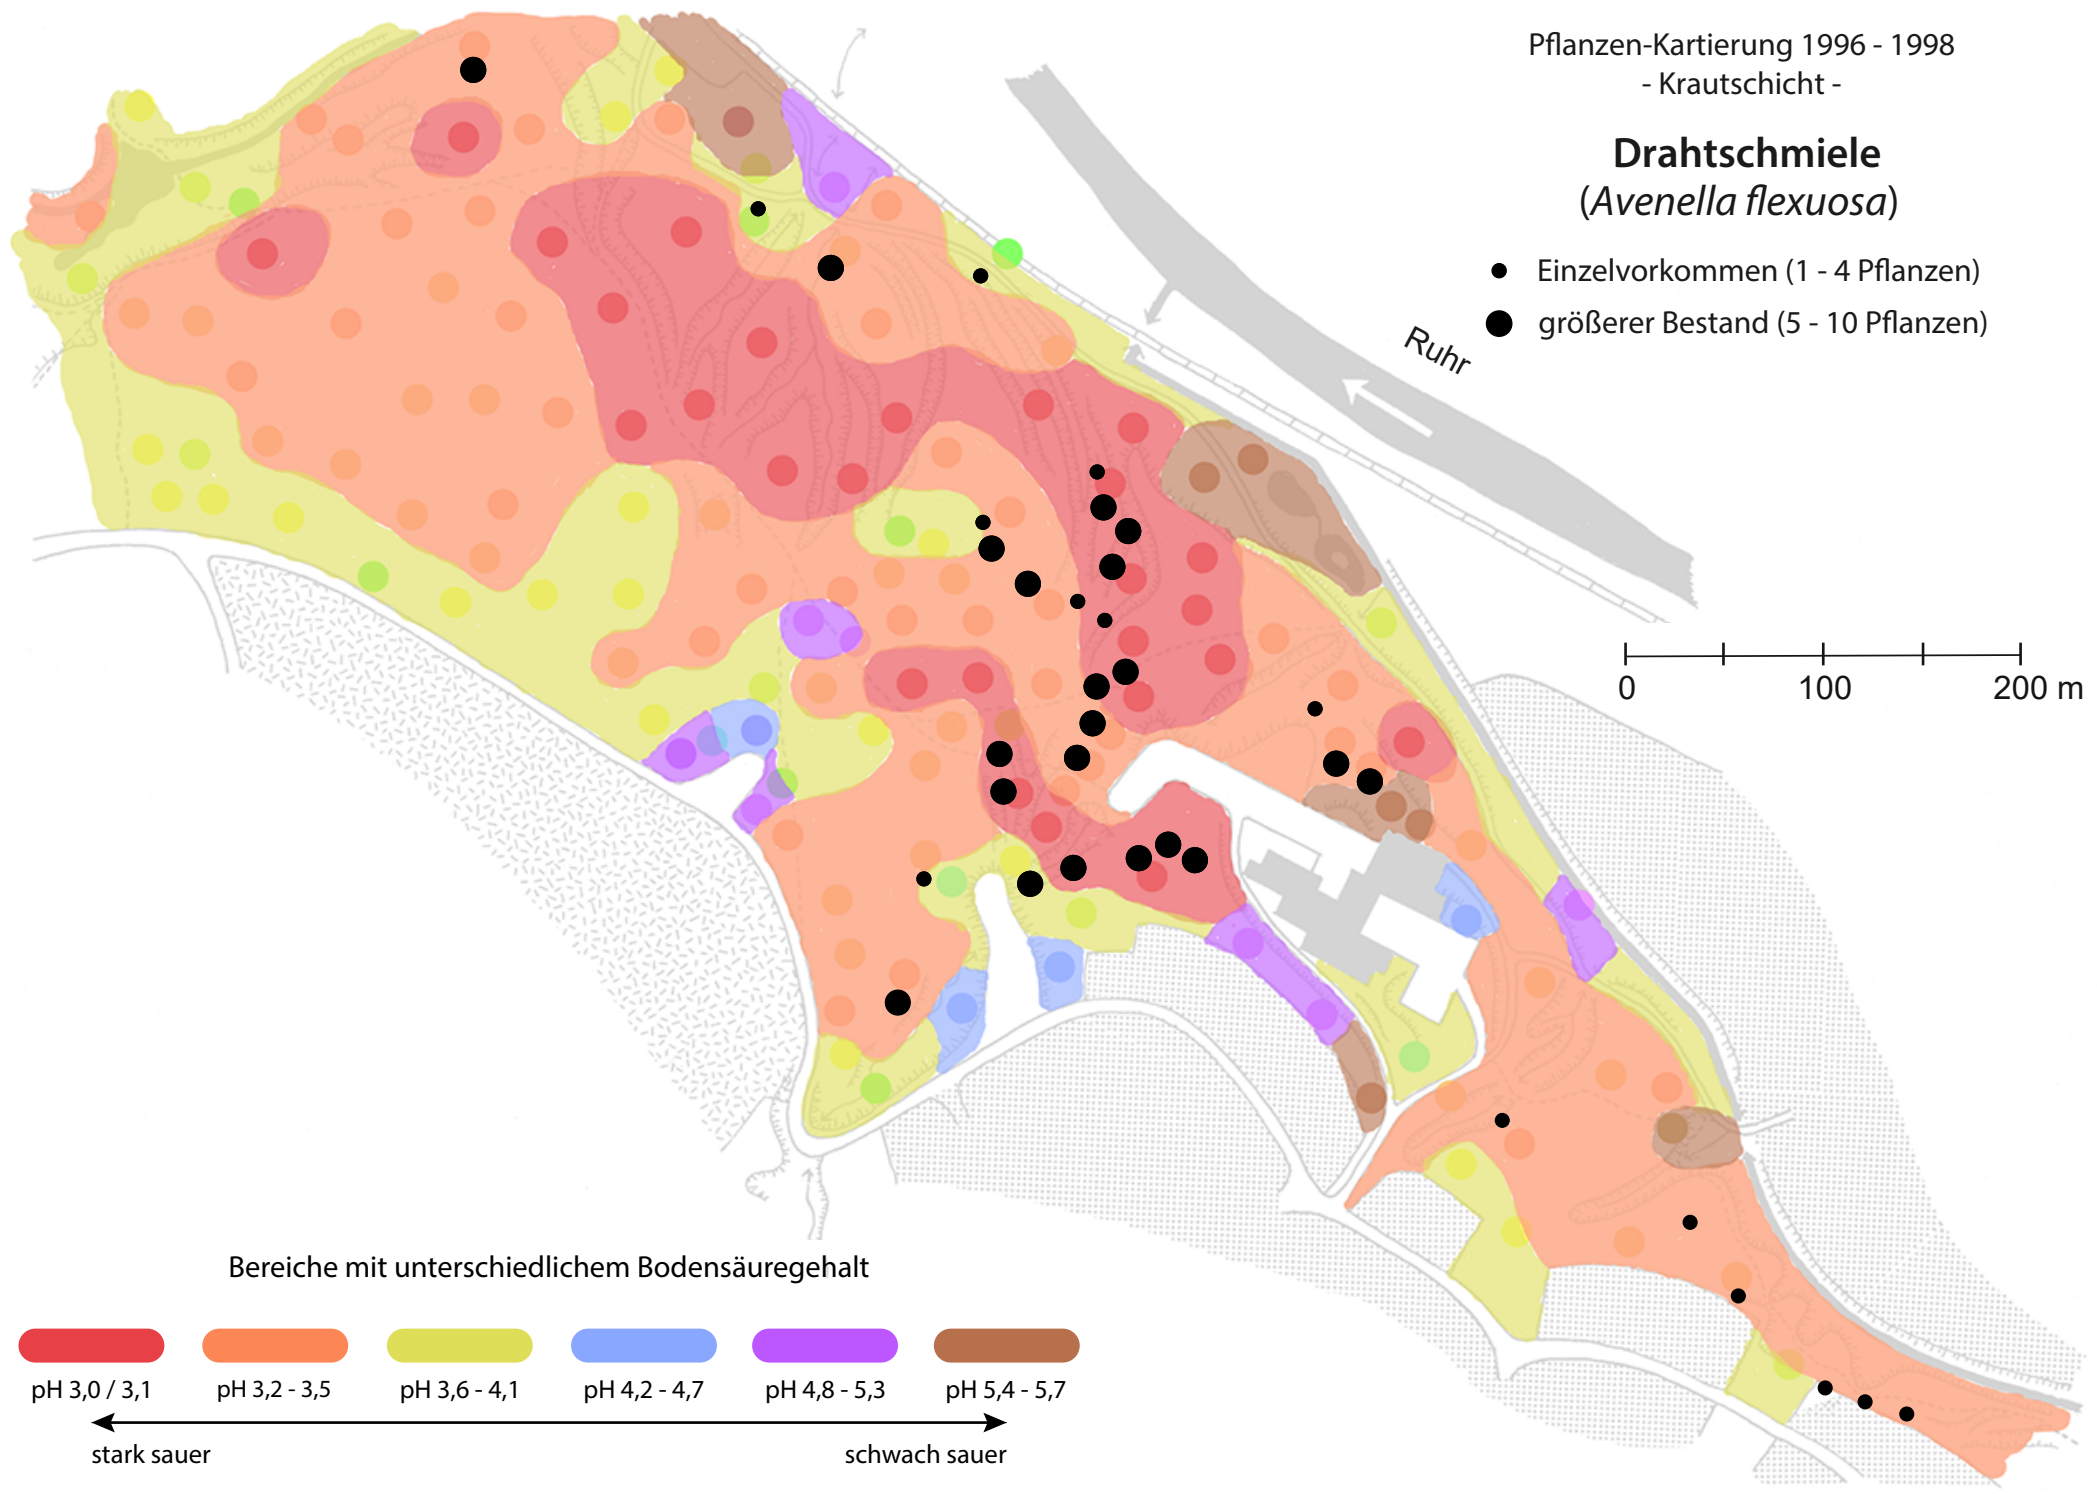 Pflanzen-Kartierung 1996 - 1998
- Krautschicht -
Drahtschmiele
(Avenella flexuosa)
Einzelvorkommen (1 - 4 Pflanzen)
größerer Bestand (5 - 10 Pflanzen)
Ruhr
0 100 200 m
Bereiche mit unterschiedlichem Bodensäuregehalt
pH 3,0 / 3,1 pH 3,2 - 3,5 pH 3,6 - 4,1 pH 4,2 - 4,7 pH 4,8 - 5,3 pH 5,4 - 5,7
stark sauer schwach sauer